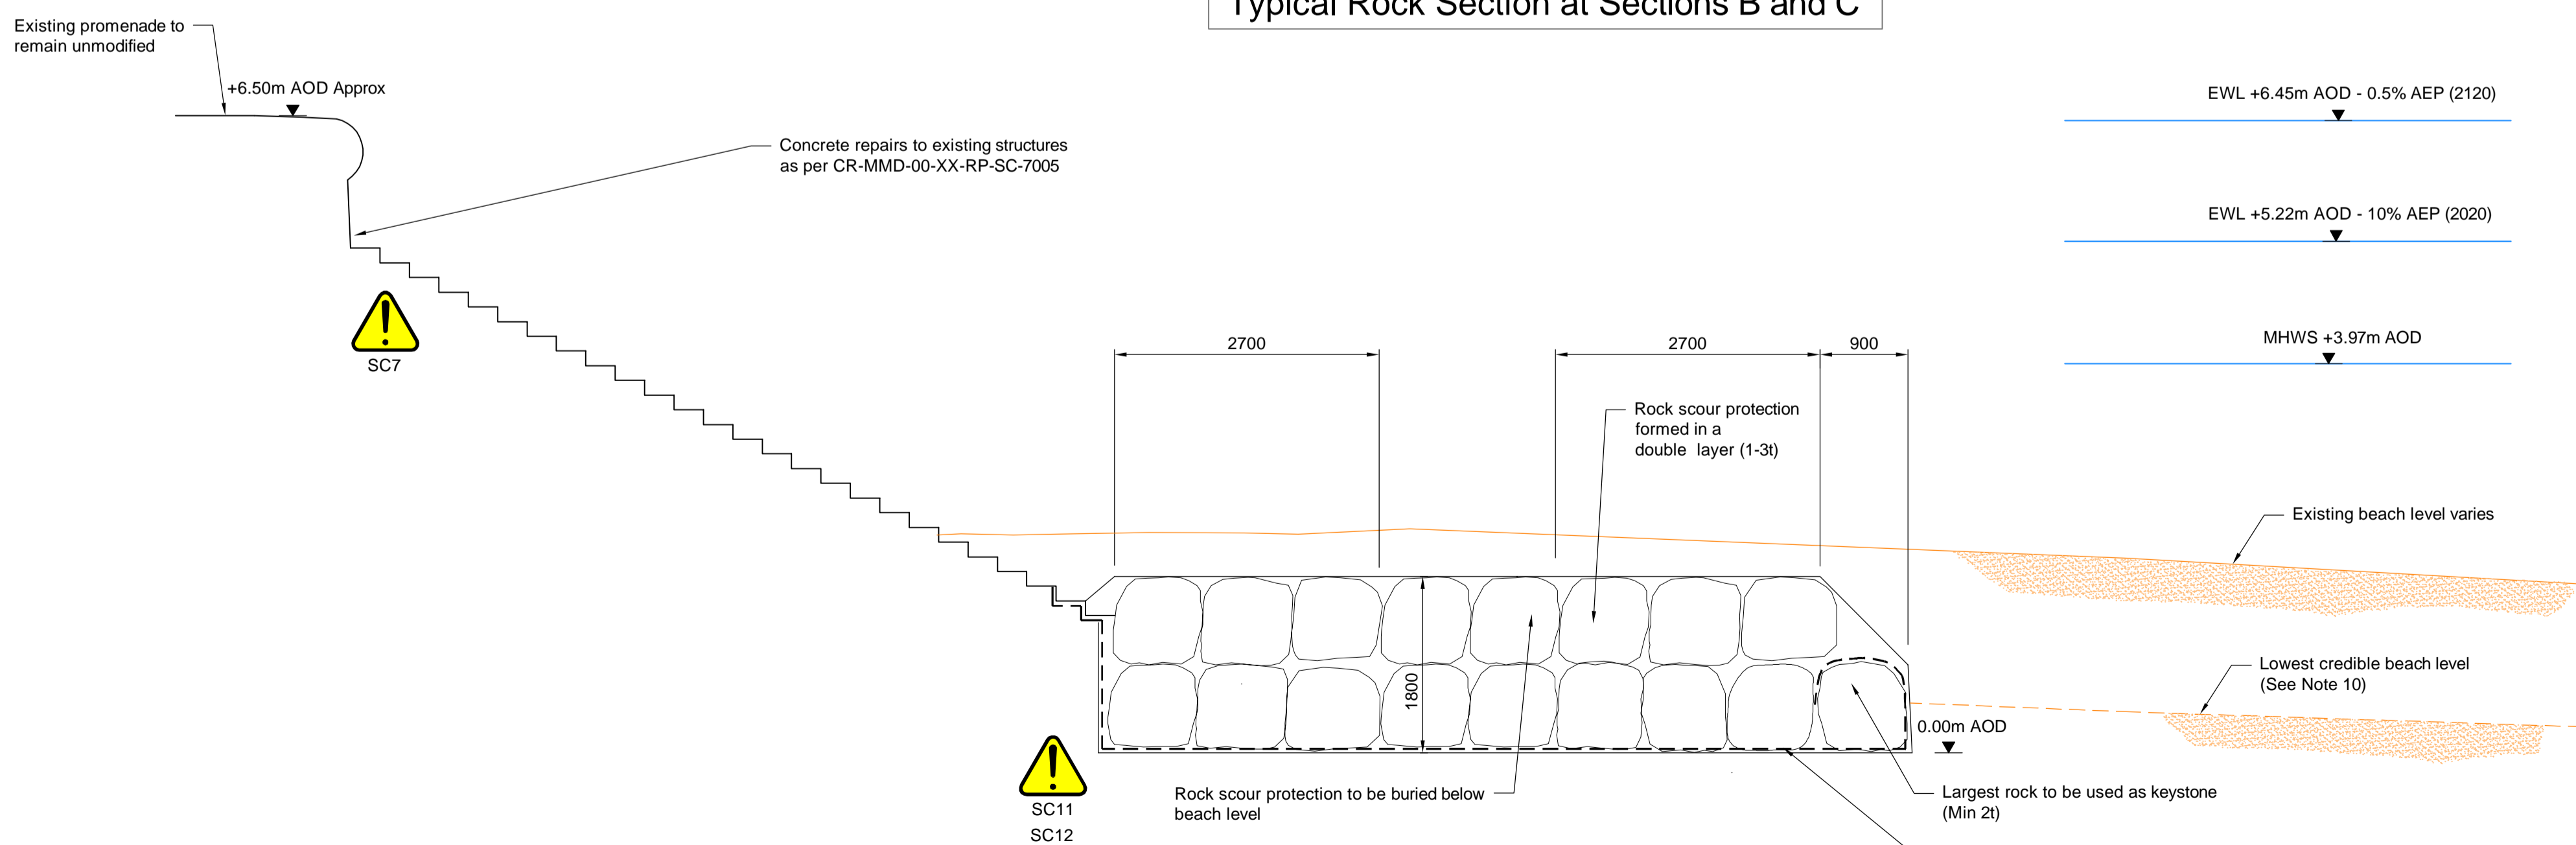 Typical Rock Section at Sections B and C
Existing promenade to
remain unmodified
+6.50m AOD Approx
EWL +6.45m AOD - 0.5% AEP (2120)
Concrete repairs to existing structures
as per CR-MMD-00-XX-RP-SC-7005
EWL +5.22m AOD - 10% AEP (2020)
MHWS +3.97m AOD
SC7
2700
2700
900
Rock scour protection
formed in a
double layer (1-3t)
Existing beach level varies
Lowest credible beach level
(See Note 10)
1800
0.00m AOD
Rock scour protection to be buried below
beach level
Largest rock to be used as keystone
(Min 2t)
SC11
SC12